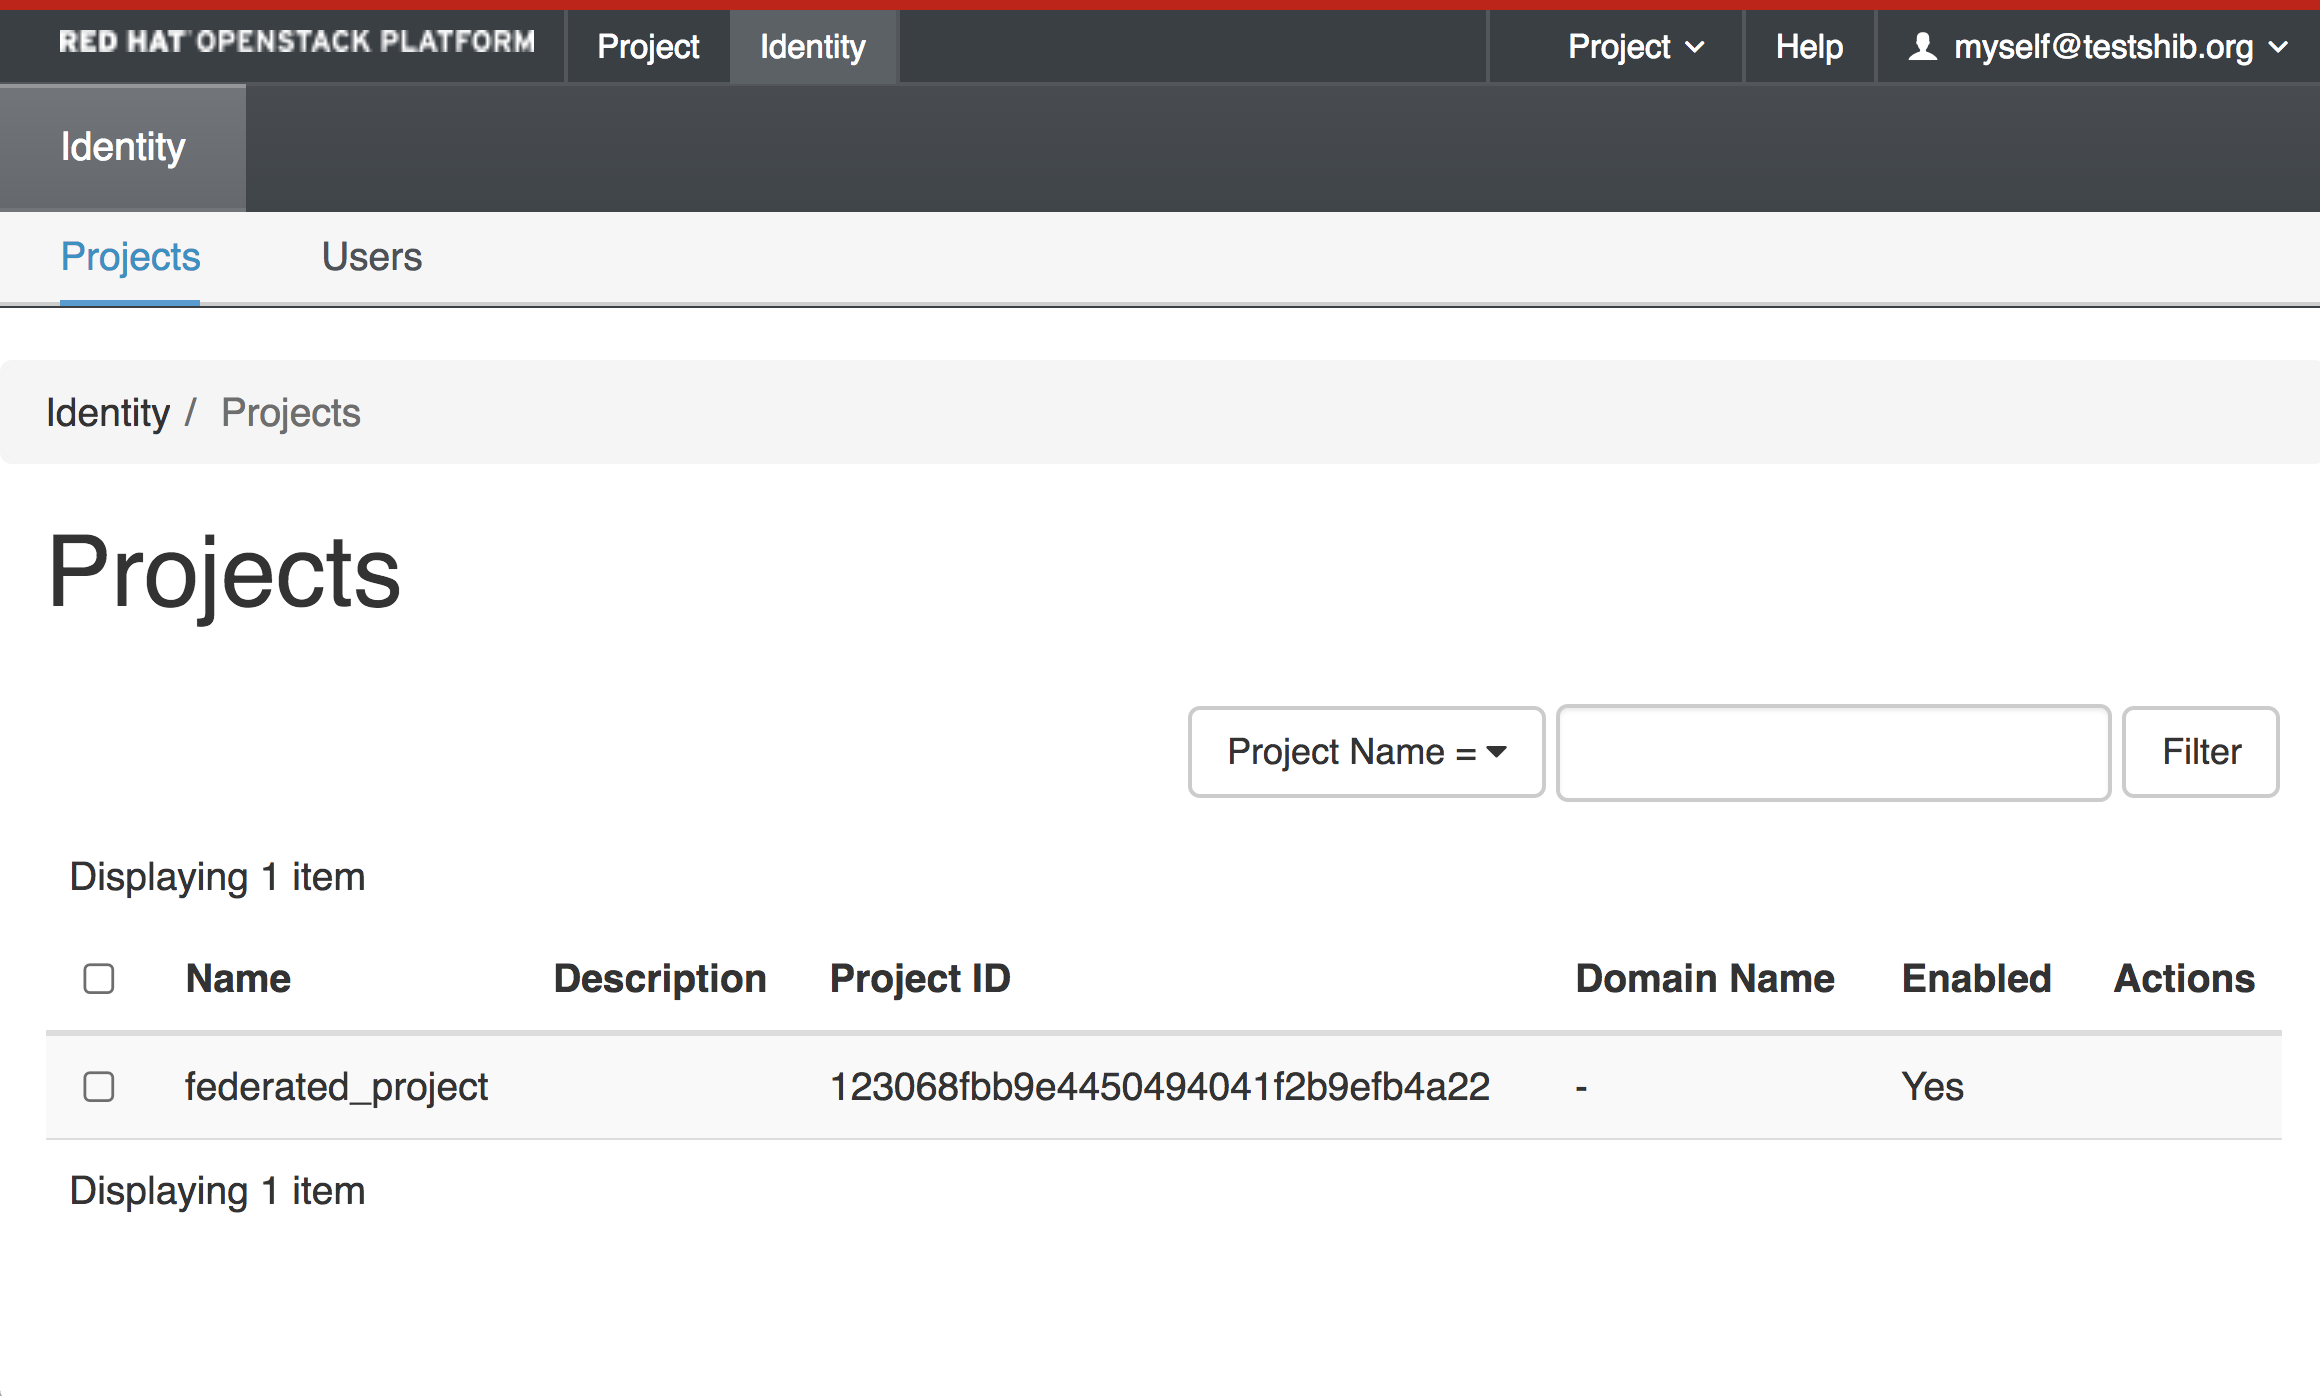 RED HAT OPENSTACK PLATFORM Project Identity Project Help myself@testshib.org
Identity
Projects Users
Identity / Projects
Projects
Project Name = Filter
Displaying 1 item
Name Description Project ID Domain Name Enabled Actions
federated_project 123068fbb9e4450494041f2b9efb4a22 - Yes
Displaying 1 item